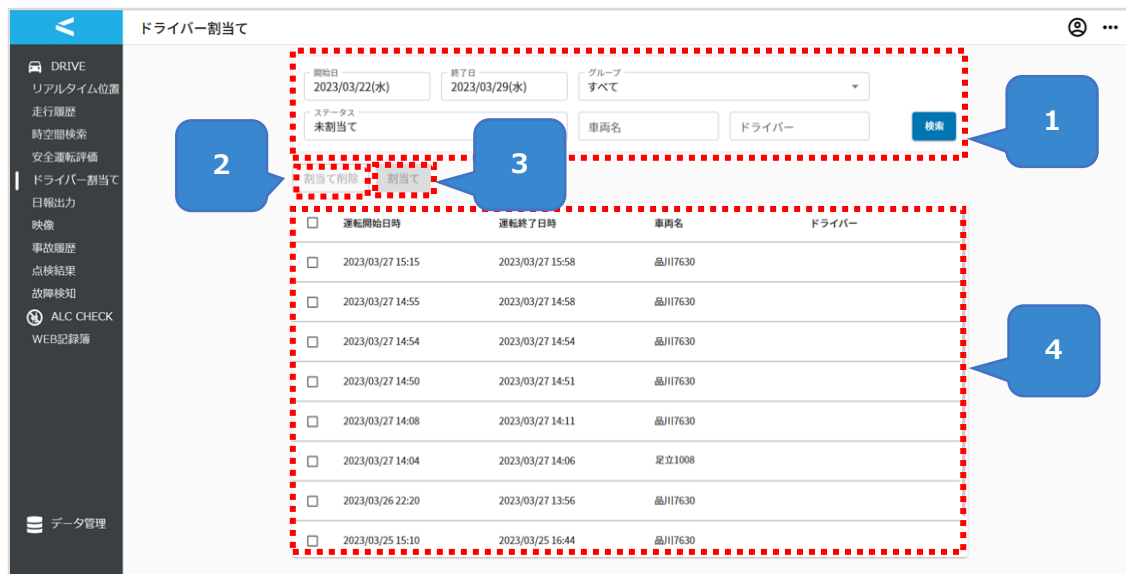 ドライバー割当て
DRIVE
リアルタイム位置
走行履歴
時空間検索
安全運転評価
ドライバー割当て
日報出力
映像
事故履歴
点検結果
故障検知
ALC CHECK
WEB記録簿
データ管理
開始日 終了日 グループ
2023/03/22(水) 2023/03/29(水) すべて
ステータス
未割当て 車両名 ドライバー 検索
1
2
3
割当て削除 割当て
運転開始日時 運転終了日時 車両名 ドライバー
2023/03/27 15:15 2023/03/27 15:58 品川7630
2023/03/27 14:55 2023/03/27 14:58 品川7630
2023/03/27 14:54 2023/03/27 14:54 品川7630
2023/03/27 14:50 2023/03/27 14:51 品川7630
2023/03/27 14:08 2023/03/27 14:11 品川7630
2023/03/27 14:04 2023/03/27 14:06 足立1008
2023/03/26 22:20 2023/03/27 13:56 品川7630
2023/03/25 15:10 2023/03/25 16:44 品川7630
4